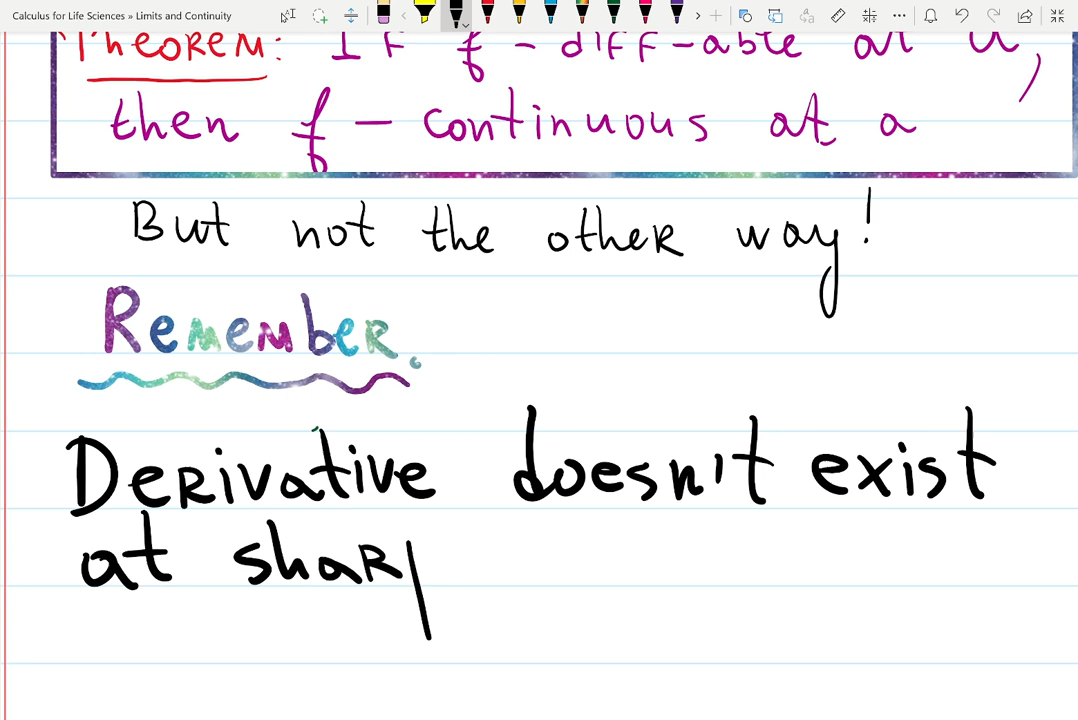 Calculus for Life Sciences » Limits and Continuity
Theorem: If f - diff-able at a,
then f - continuous at a
But not the other way!
Remember.
Derivative doesn't exist
at shar